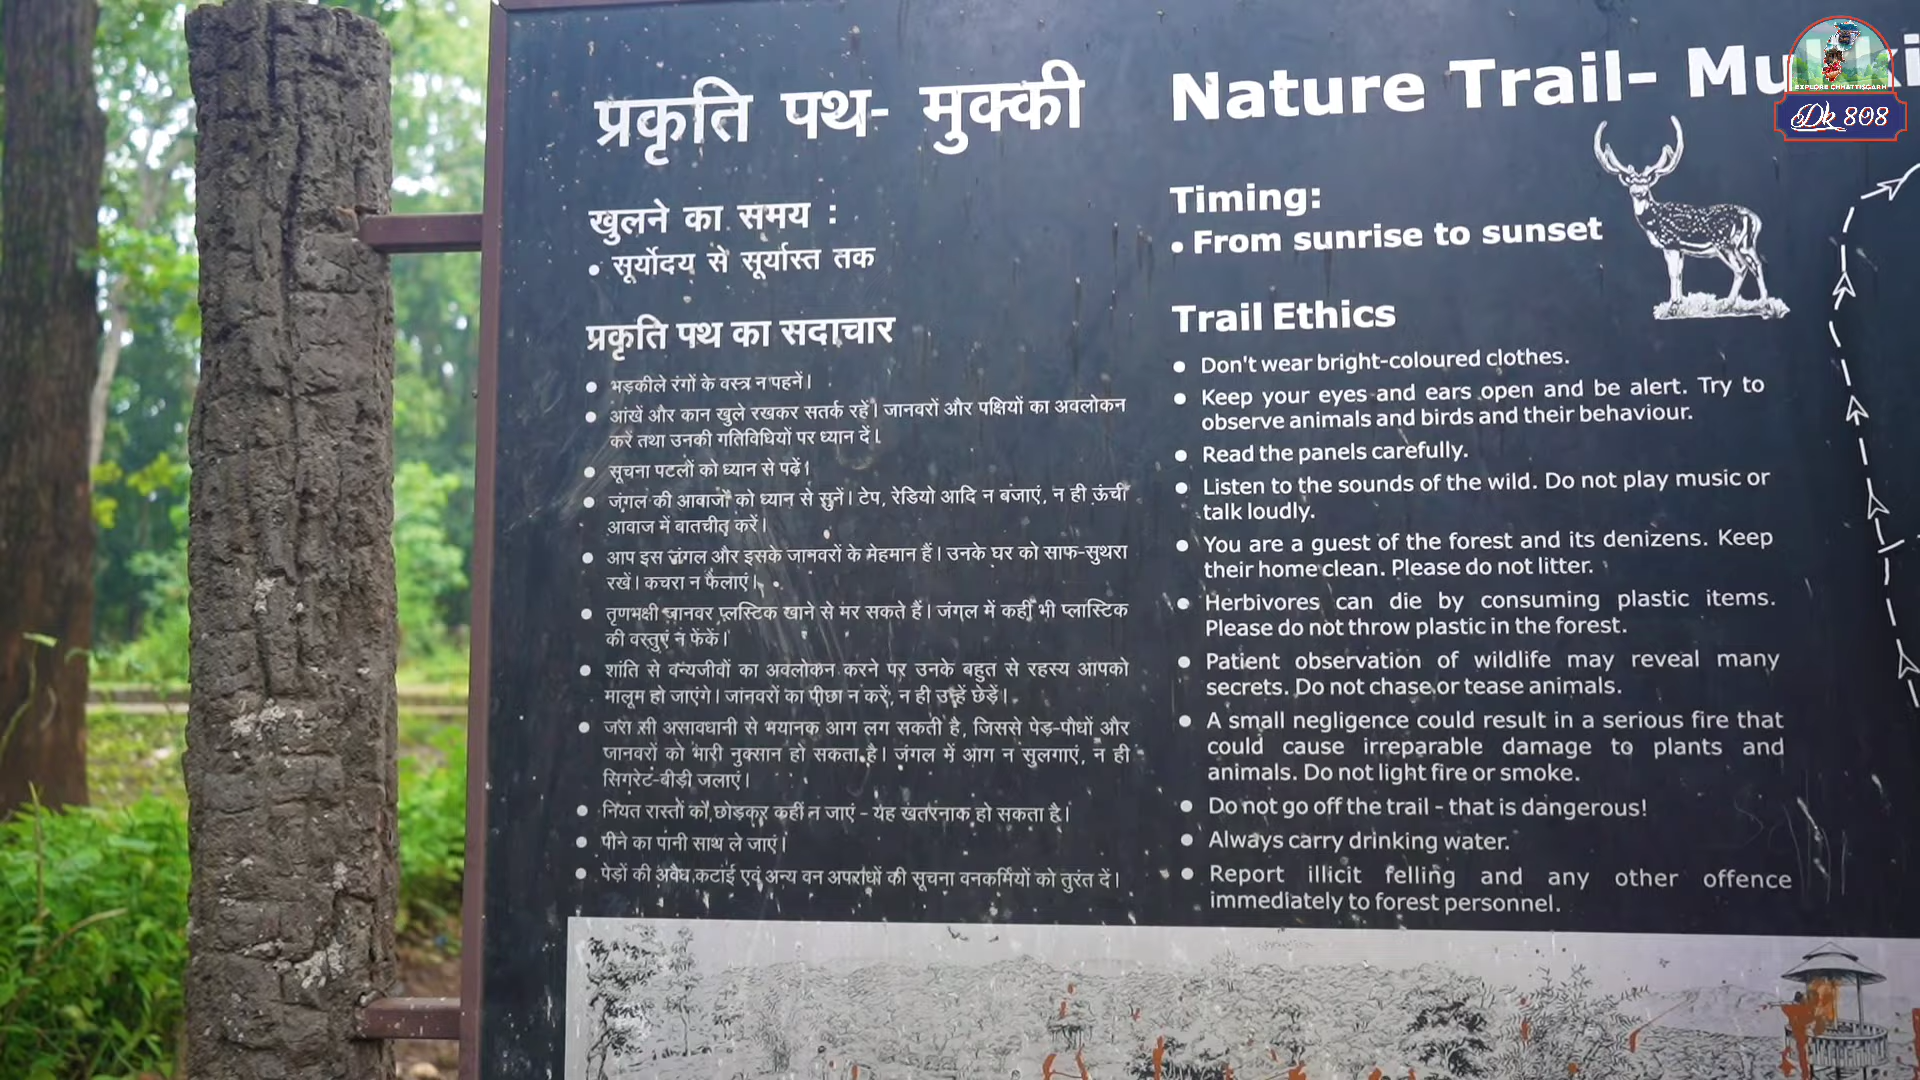 प्रकृति पथ- मुक्की
खुलने का समय :
• सूर्योदय से सूर्यास्त तक
प्रकृति पथ का सदाचार
• भड़कीले रंगों के वस्त्र न पहनें।
• आंखें और कान खुले रखकर सतर्क रहें। जानवरों और पक्षियों का अवलोकन
करें तथा उनकी गतिविधियों पर ध्यान दें।
• सूचना पटलों को ध्यान से पढ़ें।
• जंगल की आवाजों को ध्यान से सुनें। टेप, रेडियो आदि न बजाएं, न ही ऊंची
आवाज में बातचीत करें।
• आप इस जंगल और इसके जानवरों के मेहमान हैं। उनके घर को साफ-सुथरा
रखें। कचरा न फैलाएं।
• तृणभक्षी जानवर प्लास्टिक खाने से मर सकते हैं। जंगल में कहीं भी प्लास्टिक
की वस्तुएं न फेंकें।
• शांति से वन्यजीवों का अवलोकन करने पर उनके बहुत से रहस्य आपको
मालूम हो जाएंगे। जानवरों का पीछा न करें, न ही उन्हें छेड़ें।
• जरा सी असावधानी से भयानक आग लग सकती है, जिससे पेड़-पौधों और
जानवरों को भारी नुक्सान हो सकता है। जंगल में आग न सुलगाएं, न ही
सिगरेट-बीड़ी जलाएं।
• नियत रास्तों को छोड़कर कहीं न जाएं - यह खतरनाक हो सकता है।
• पीने का पानी साथ ले जाएं।
• पेड़ों की अवैध कटाई एवं अन्य वन अपराधों की सूचना वनकर्मियों को तुरंत दें।
Nature Trail-
Timing:
• From sunrise to sunset
Trail Ethics
• Don't wear bright-coloured clothes.
• Keep your eyes and ears open and be alert. Try to
observe animals and birds and their behaviour.
• Read the panels carefully.
• Listen to the sounds of the wild. Do not play music or
talk loudly.
• You are a guest of the forest and its denizens. Keep
their home clean. Please do not litter.
• Herbivores can die by consuming plastic items.
Please do not throw plastic in the forest.
• Patient observation of wildlife may reveal many
secrets. Do not chase or tease animals.
• A small negligence could result in a serious fire that
could cause irreparable damage to plants and
animals. Do not light fire or smoke.
• Do not go off the trail - that is dangerous!
• Always carry drinking water.
• Report illicit felling and any other offence
immediately to forest personnel.
EXPLORE CHHATTISGARH
Dk 808